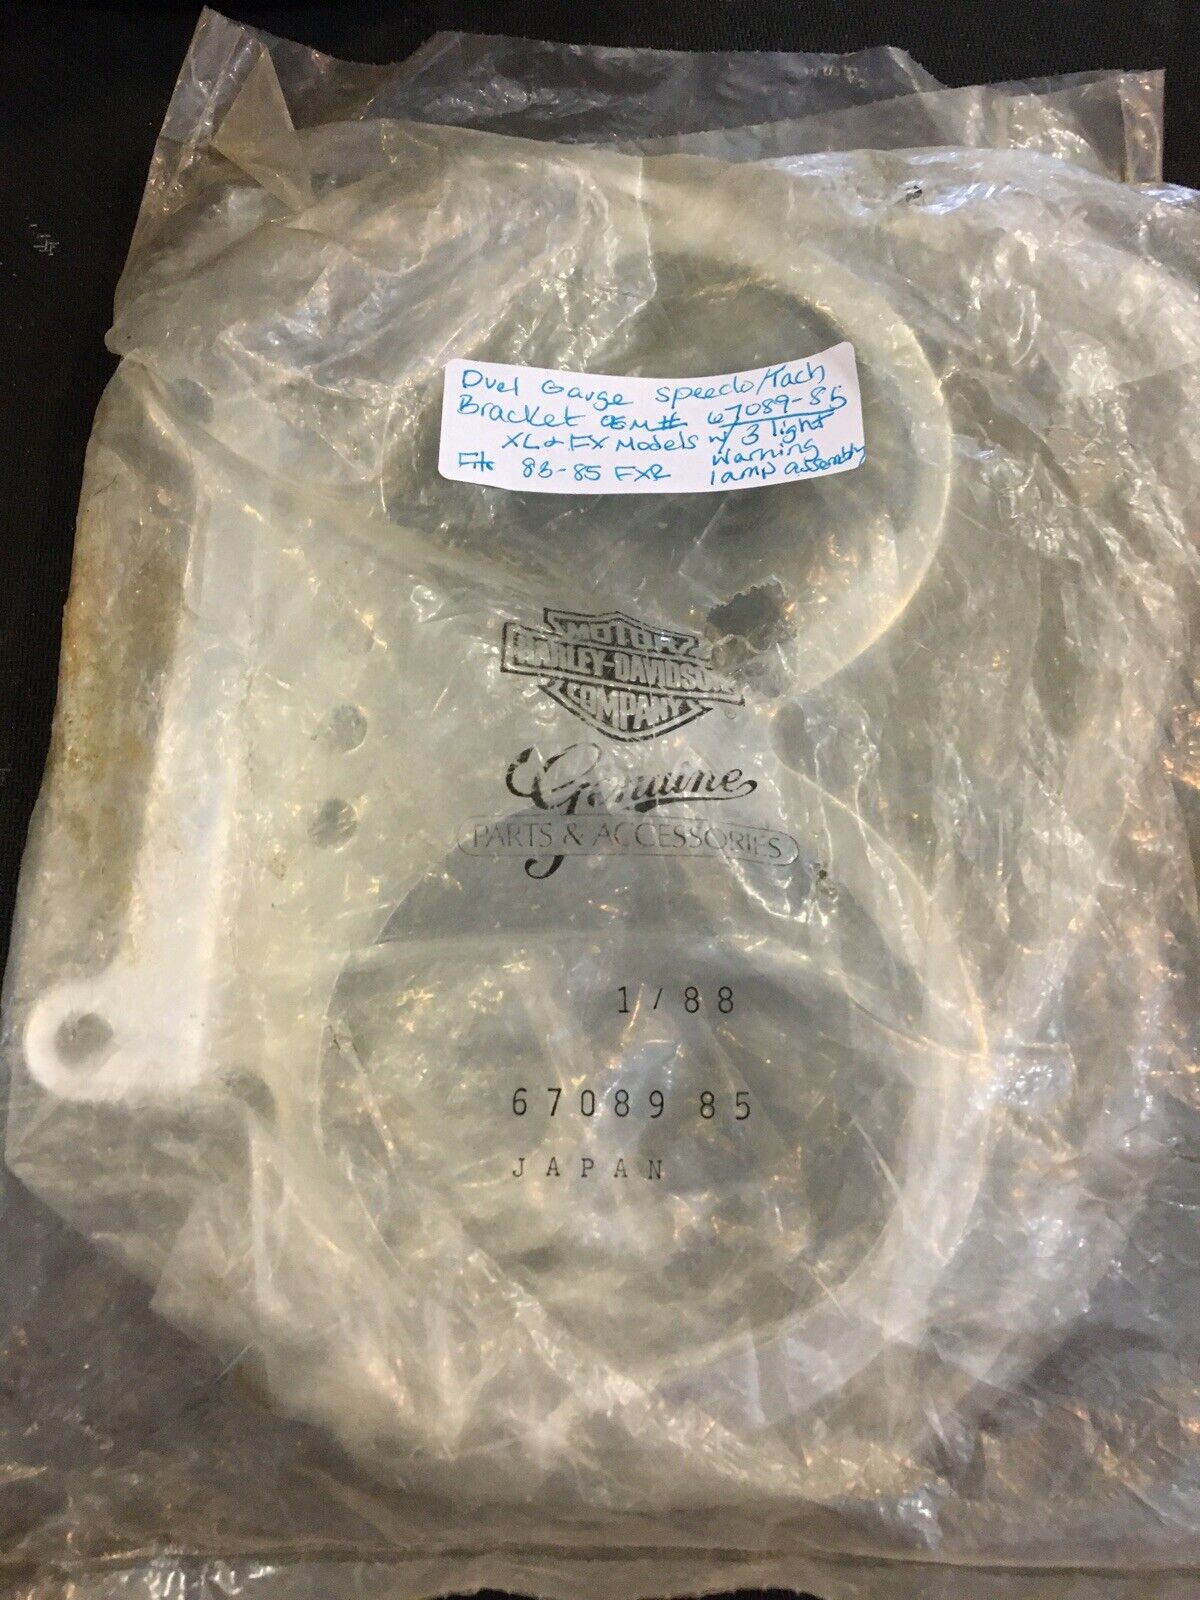 Duel Gauge Speedo/Tach
Bracket OEM# 67089-85
XL & FX Models w/ 3 light
Warning
Fits 83-85 FXR lamp assembly
MOTOR
HARLEY-DAVIDSON
COMPANY
®
Genuine
PARTS & ACCESSORIES
1/88
67089 85
JAPAN